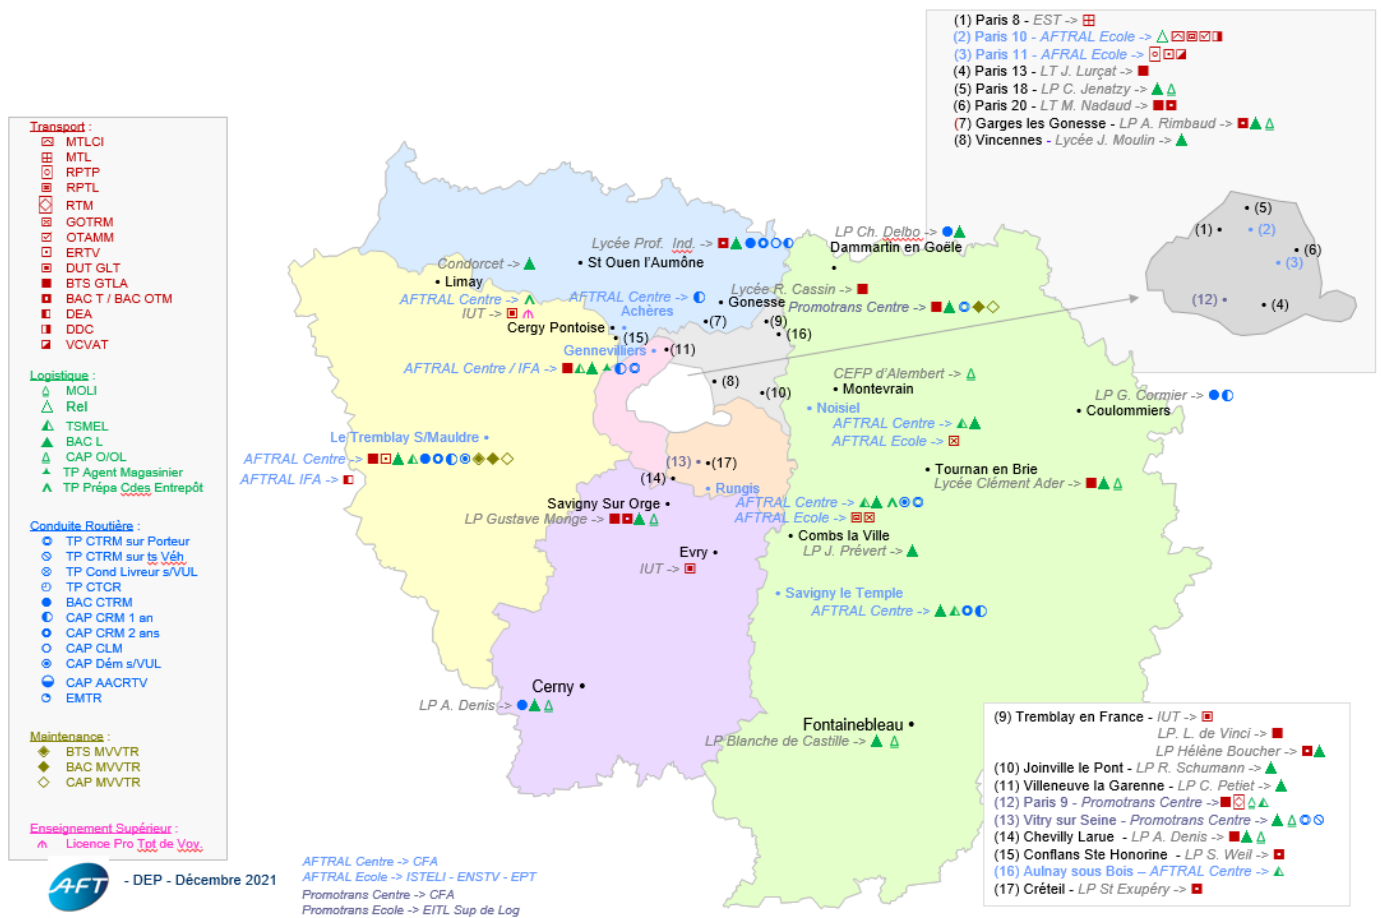 (1) Paris 8 - EST ->
(2) Paris 10 - AFTRAL Ecole ->
(3) Paris 11 - AFRAL Ecole ->
(4) Paris 13 - LT J. Lurçat ->
(5) Paris 18 - LP C. Jenatzy ->
(6) Paris 20 - LT M. Nadaud ->
(7) Garges les Gonesse - LP A. Rimbaud ->
(8) Vincennes - Lycée J. Moulin ->
Transport :
MTLCI
MTL
RPTP
RPTL
RTM
GOTRM
OTAMM
ERTV
DUT GLT
BTS GTLA
BAC T / BAC OTM
DEA
DDC
VCVAT
Logistique :
MOLI
Rel
TSMEL
BAC L
CAP O/OL
TP Agent Magasinier
TP Prépa Cdes Entrepôt
Conduite Routière :
TP CTRM sur Porteur
TP CTRM sur ts Véh
TP Cond Livreur s/VUL
TP CTCR
BAC CTRM
CAP CRM 1 an
CAP CRM 2 ans
CAP CLM
CAP Dém s/VUL
CAP AACRTV
EMTR
Maintenance :
BTS MVVTR
BAC MVVTR
CAP MVVTR
Enseignement Supérieur :
Licence Pro Tpt de Voy.
AFT
- DEP - Décembre 2021
(5)
(1)
(2)
(6)
(3)
(12)
(4)
LP Ch. Delbo ->
Dammartin en Goële
Lycée Prof. Ind. ->
St Ouen l'Aumône
Condorcet ->
Limay
Lycée R. Cassin ->
AFTRAL Centre ->
AFTRAL Centre ->
Gonesse
Promotrans Centre ->
IUT ->
Achères
Cergy Pontoise
(7)
(9)
(15)
(16)
Gennevilliers
(11)
AFTRAL Centre / IFA ->
CEFP d'Alembert ->
(8)
Montevrain
(10)
LP G. Cormier ->
Coulommiers
Noisiel
AFTRAL Centre ->
AFTRAL Ecole ->
Le Tremblay S/Mauldre
AFTRAL Centre ->
AFTRAL IFA ->
(13)
(17)
(14)
Rungis
Tournan en Brie
Lycée Clément Ader ->
Savigny Sur Orge
LP Gustave Monge ->
AFTRAL Centre ->
AFTRAL Ecole ->
Combs la Ville
LP J. Prévert ->
Evry
IUT ->
Savigny le Temple
AFTRAL Centre ->
Cerny
LP A. Denis ->
Fontainebleau
LP Blanche de Castille ->
(9) Tremblay en France - IUT ->
LP. L. de Vinci ->
LP Hélène Boucher ->
(10) Joinville le Pont - LP R. Schumann ->
(11) Villeneuve la Garenne - LP C. Petiet ->
(12) Paris 9 - Promotrans Centre ->
(13) Vitry sur Seine - Promotrans Centre ->
(14) Chevilly Larue - LP A. Denis ->
(15) Conflans Ste Honorine - LP S. Weil ->
(16) Aulnay sous Bois – AFTRAL Centre ->
(17) Créteil - LP St Exupéry ->
AFTRAL Centre -> CFA
AFTRAL Ecole -> ISTELI - ENSTV - EPT
Promotrans Centre -> CFA
Promotrans Ecole -> EITL Sup de Log